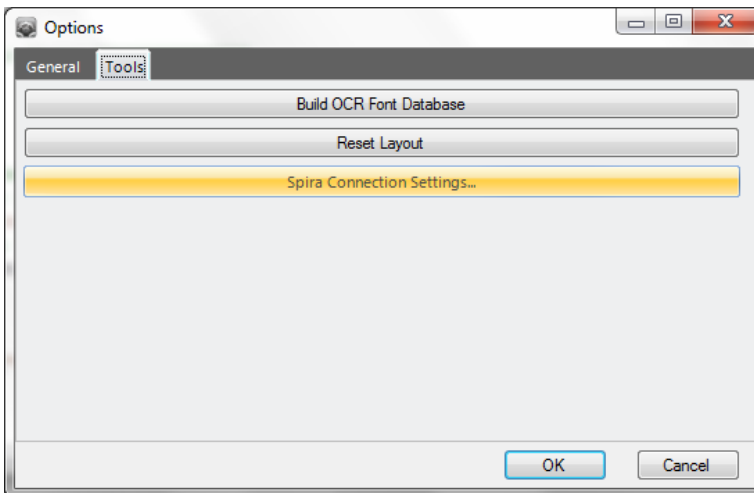 Options
General Tools
Build OCR Font Database
Reset Layout
Spira Connection Settings...
OK Cancel